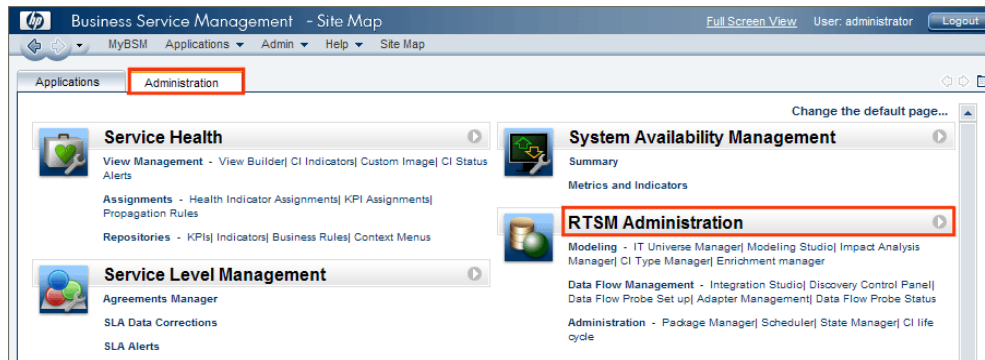 hp Business Service Management - Site Map
Full Screen View User: administrator Logout
MyBSM Applications Admin Help Site Map
Applications Administration
Change the default page...
Service Health
View Management - View Builder| CI Indicators| Custom Image| CI Status
Alerts
Assignments - Health Indicator Assignments| KPI Assignments|
Propagation Rules
Repositories - KPIs| Indicators| Business Rules| Context Menus
Service Level Management
Agreements Manager
SLA Data Corrections
SLA Alerts
System Availability Management
Summary
Metrics and Indicators
RTSM Administration
Modeling - IT Universe Manager| Modeling Studio| Impact Analysis
Manager| CI Type Manager| Enrichment manager
Data Flow Management - Integration Studio| Discovery Control Panel|
Data Flow Probe Set up| Adapter Management| Data Flow Probe Status
Administration - Package Manager| Scheduler| State Manager| CI life
cycle